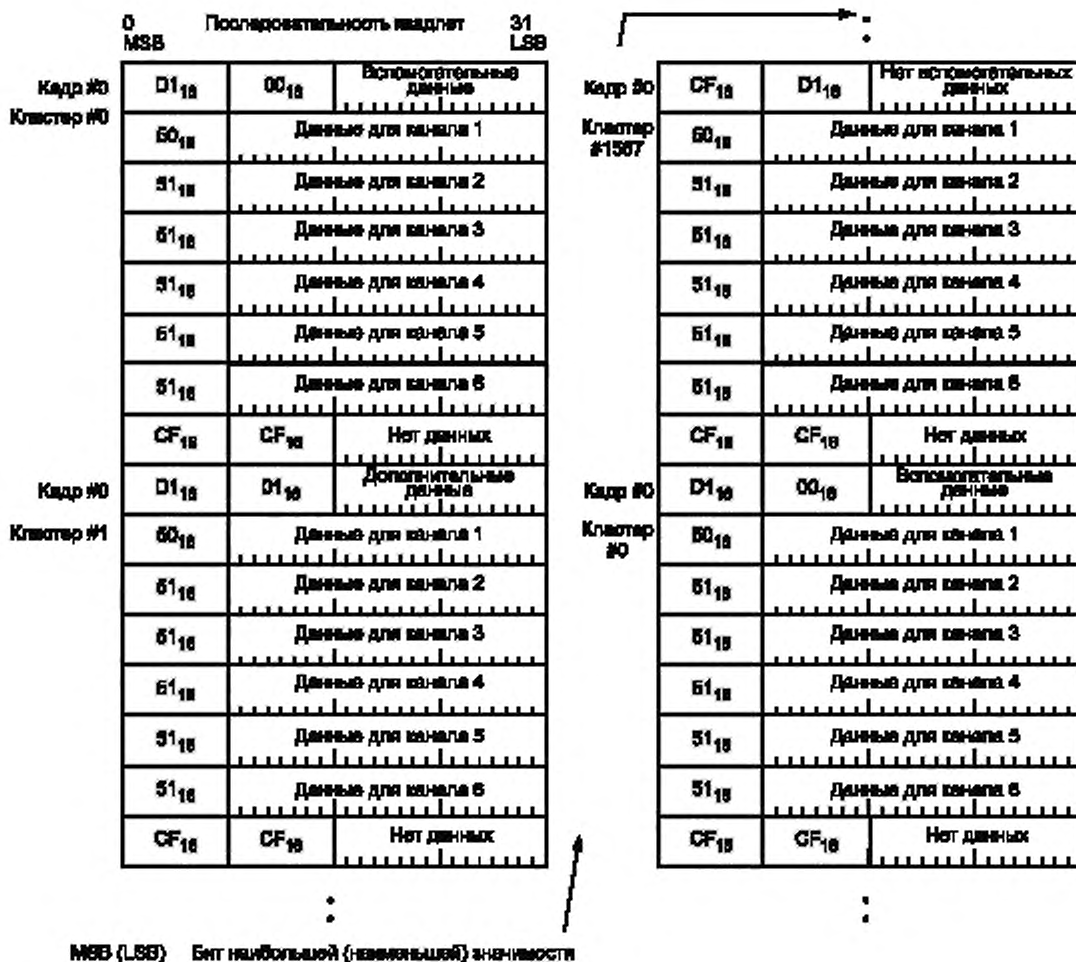 0 Последовательность квадлет 31
MSB LSB
Кадр #0 D1₁₆ 00₁₆ Вспомогательные данные
Кластер #0 50₁₆ Данные для канала 1
51₁₆ Данные для канала 2
51₁₆ Данные для канала 3
51₁₆ Данные для канала 4
51₁₆ Данные для канала 5
51₁₆ Данные для канала 6
CF₁₆ CF₁₆ Нет данных
Кадр #0 D1₁₆ 01₁₆ Дополнительные данные
Кластер #1 50₁₆ Данные для канала 1
51₁₆ Данные для канала 2
51₁₆ Данные для канала 3
51₁₆ Данные для канала 4
51₁₆ Данные для канала 5
51₁₆ Данные для канала 6
CF₁₆ CF₁₆ Нет данных
Кадр #0 CF₁₆ D1₁₆ Нет вспомогательных данных
Кластер #1567 50₁₆ Данные для канала 1
51₁₆ Данные для канала 2
51₁₆ Данные для канала 3
51₁₆ Данные для канала 4
51₁₆ Данные для канала 5
51₁₆ Данные для канала 6
CF₁₆ CF₁₆ Нет данных
Кадр #0 D1₁₆ 00₁₆ Вспомогательные данные
Кластер #0 50₁₆ Данные для канала 1
51₁₆ Данные для канала 2
51₁₆ Данные для канала 3
51₁₆ Данные для канала 4
51₁₆ Данные для канала 5
51₁₆ Данные для канала 6
CF₁₆ CF₁₆ Нет данных
MSB (LSB) Бит наибольшей (наименьшей) значимости